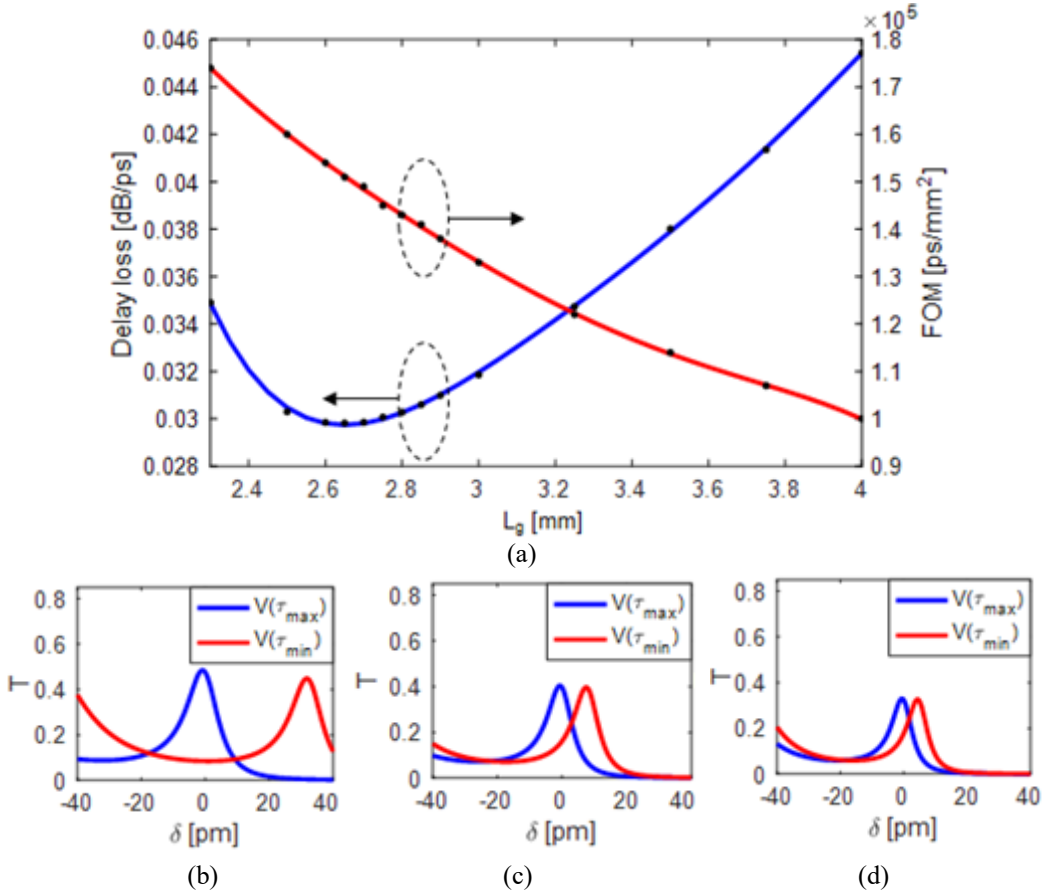 × 10⁵
0.046
0.044
0.042
0.04
0.038
0.036
0.034
0.032
0.03
0.028
Delay loss [dB/ps]
1.8
1.7
1.6
1.5
1.4
1.3
1.2
1.1
1
0.9
FOM [ps/mm²]
2.4 2.6 2.8 3 3.2 3.4 3.6 3.8 4
L_g [mm]
(a)
V(τ_max)
V(τ_min)
0.8
0.6
0.4
0.2
0
T
-40 -20 0 20 40
δ [pm]
(b)
V(τ_max)
V(τ_min)
0.8
0.6
0.4
0.2
0
T
-40 -20 0 20 40
δ [pm]
(c)
V(τ_max)
V(τ_min)
0.8
0.6
0.4
0.2
0
T
-40 -20 0 20 40
δ [pm]
(d)